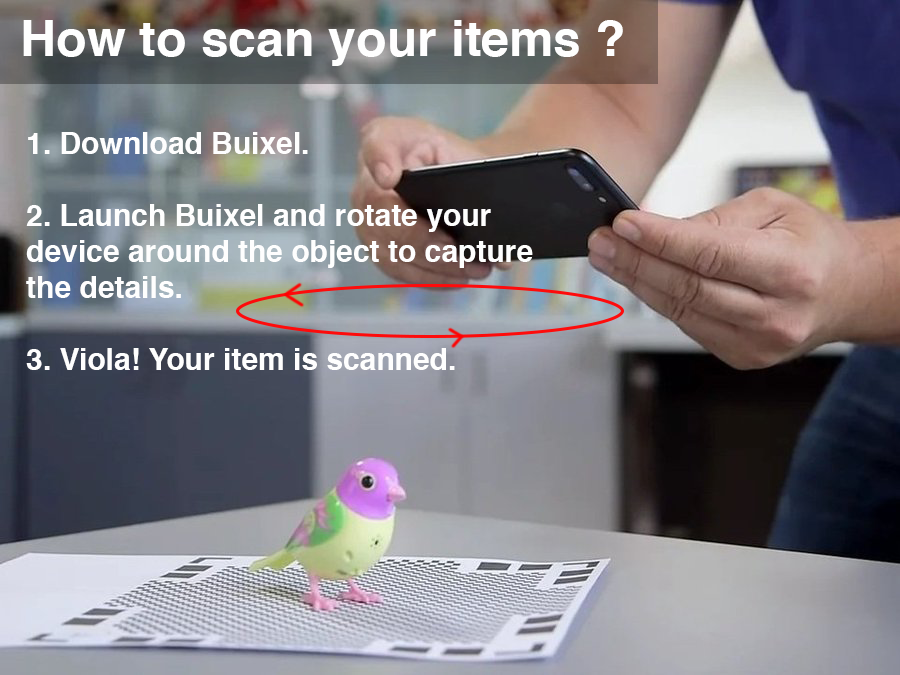 How to scan your items ?
1. Download Buixel.
2. Launch Buixel and rotate your
device around the object to capture
the details.
3. Viola! Your item is scanned.